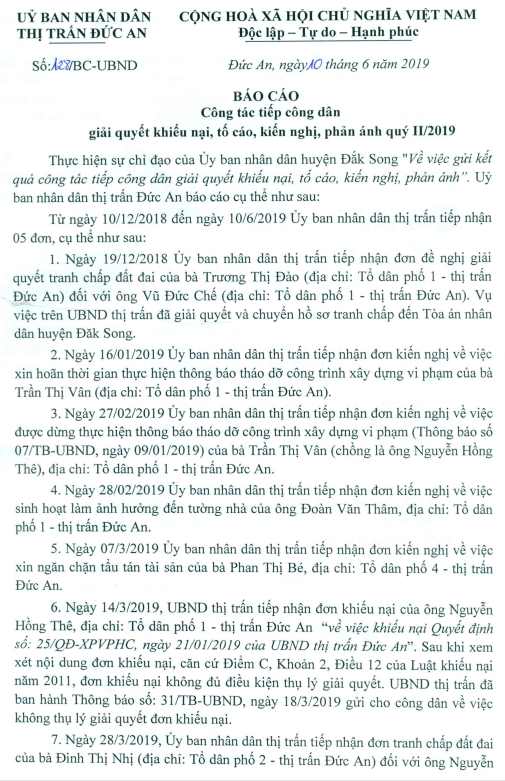 UỶ BAN NHÂN DÂN
THỊ TRẤN ĐỨC AN
CỘNG HOÀ XÃ HỘI CHỦ NGHĨA VIỆT NAM
Độc lập – Tự do – Hạnh phúc
Số:128/BC-UBND
Đức An, ngày10 tháng 6 năm 2019
BÁO CÁO
Công tác tiếp công dân
giải quyết khiếu nại, tố cáo, kiến nghị, phản ánh quý II/2019
Thực hiện sự chỉ đạo của Ủy ban nhân dân huyện Đắk Song "Về việc gửi kết
quả công tác tiếp công dân giải quyết khiếu nại, tố cáo, kiến nghị, phản ánh". Uỷ
ban nhân dân thị trấn Đức An báo cáo cụ thể như sau:
Từ ngày 10/12/2018 đến ngày 10/6/2019 Ủy ban nhân dân thị trấn tiếp nhận
05 đơn, cụ thể như sau:
1. Ngày 19/12/2018 Ủy ban nhân dân thị trấn tiếp nhận đơn đề nghị giải
quyết tranh chấp đất đai của bà Trương Thị Đào (địa chỉ: Tổ dân phố 1 - thị trấn
Đức An) đối với ông Vũ Đức Chế (địa chỉ: Tổ dân phố 1 - thị trấn Đức An). Vụ
việc trên UBND thị trấn đã giải quyết và chuyển hồ sơ tranh chấp đến Tòa án nhân
dân huyện Đăk Song.
2. Ngày 16/01/2019 Ủy ban nhân dân thị trấn tiếp nhận đơn kiến nghị về việc
xin hoãn thời gian thực hiện thông báo tháo dỡ công trình xây dựng vi phạm của bà
Trần Thị Vân (địa chỉ: Tổ dân phố 1 - thị trấn Đức An).
3. Ngày 27/02/2019 Ủy ban nhân dân thị trấn tiếp nhận đơn kiến nghị về việc
được dừng thực hiện thông báo tháo dỡ công trình xây dựng vi phạm (Thông báo số
07/TB-UBND, ngày 09/01/2019) của bà Trần Thị Vân (chồng là ông Nguyễn Hồng
Thê), địa chỉ: Tổ dân phố 1 - thị trấn Đức An.
4. Ngày 28/02/2019 Ủy ban nhân dân thị trấn tiếp nhận đơn kiến nghị về việc
sinh hoạt làm ảnh hưởng đến tường nhà của ông Đoàn Văn Thâm, địa chỉ: Tổ dân
phố 1 - thị trấn Đức An.
5. Ngày 07/3/2019 Ủy ban nhân dân thị trấn tiếp nhận đơn kiến nghị về việc
xin ngăn chặn tẩu tán tài sản của bà Phan Thị Bé, địa chỉ: Tổ dân phố 4 - thị trấn
Đức An.
6. Ngày 14/3/2019, UBND thị trấn tiếp nhận đơn khiếu nại của ông Nguyễn
Hồng Thê, địa chỉ: Tổ dân phố 1 - thị trấn Đức An “về việc khiếu nại Quyết định
số: 25/QĐ-XPVPHC, ngày 21/01/2019 của UBND thị trấn Đức An”. Sau khi xem
xét nội dung đơn khiếu nại, căn cứ Điểm C, Khoản 2, Điều 12 của Luật khiếu nại
năm 2011, đơn khiếu nại không đủ điều kiện thụ lý giải quyết. UBND thị trấn đã
ban hành Thông báo số: 31/TB-UBND, ngày 18/3/2019 gửi cho công dân về việc
không thụ lý giải quyết đơn khiếu nại.
7. Ngày 28/3/2019, Ủy ban nhân dân thị trấn tiếp nhận đơn tranh chấp đất đai
của bà Đinh Thị Nhị (địa chỉ: Tổ dân phố 2 - thị trấn Đức An) đối với ông Nguyễn